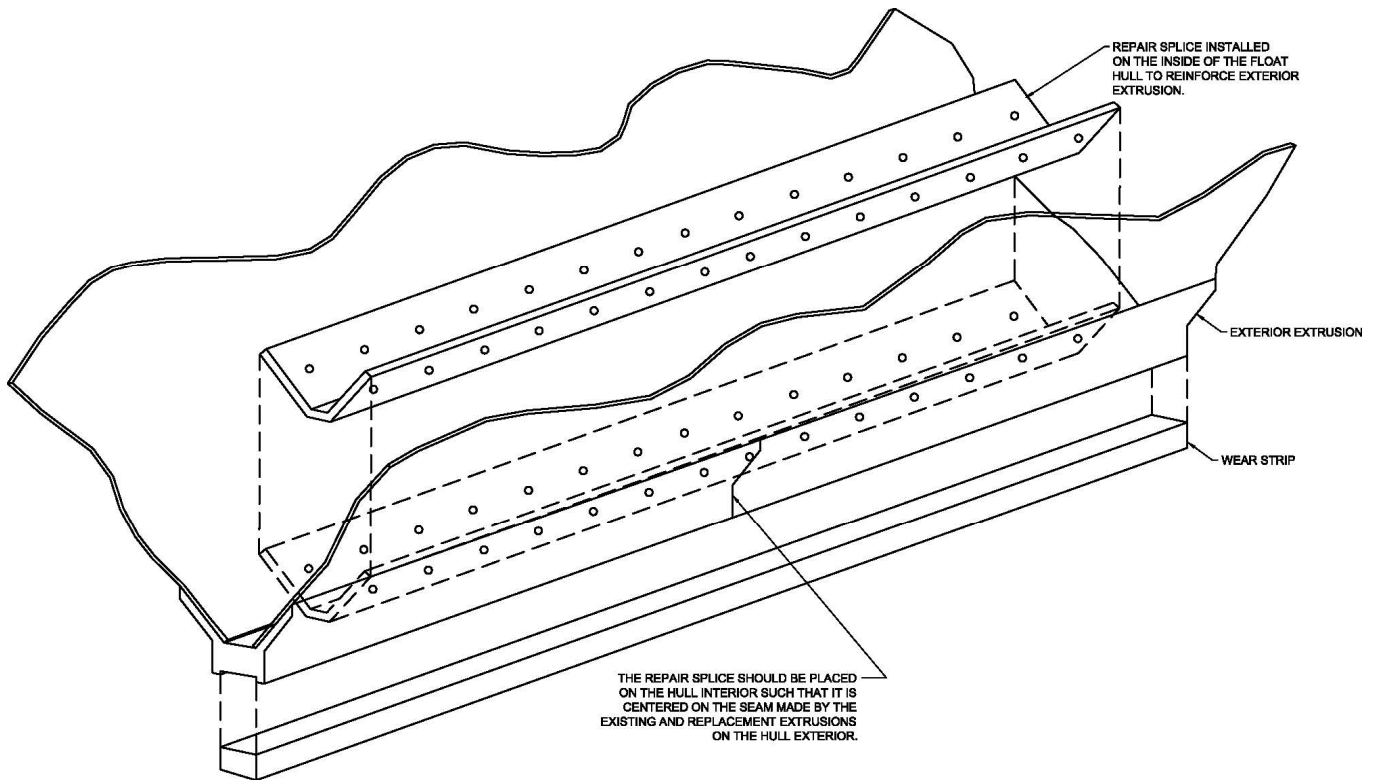 REPAIR SPLICE INSTALLED
ON THE INSIDE OF THE FLOAT
HULL TO REINFORCE EXTERIOR
EXTRUSION.
EXTERIOR EXTRUSION
WEAR STRIP
THE REPAIR SPLICE SHOULD BE PLACED
ON THE HULL INTERIOR SUCH THAT IT IS
CENTERED ON THE SEAM MADE BY THE
EXISTING AND REPLACEMENT EXTRUSIONS
ON THE HULL EXTERIOR.